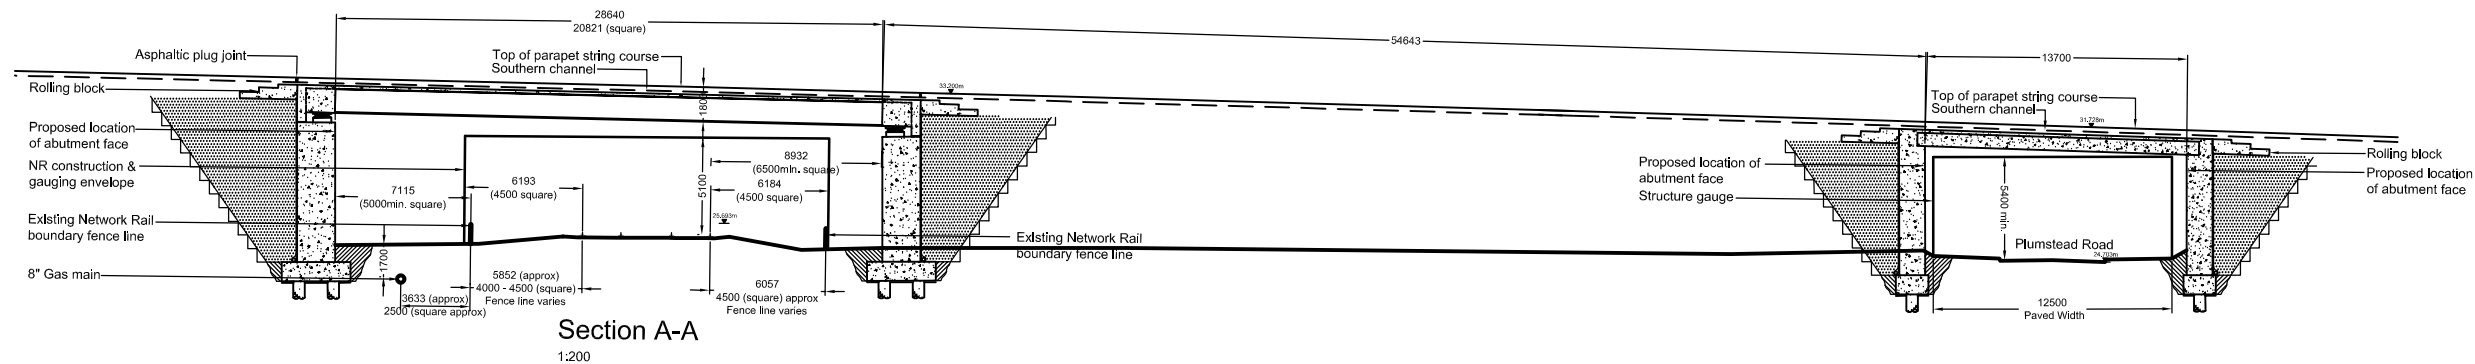 28640
20821 (square)
54643
13700
Asphaltic plug joint
Top of parapet string course
Southern channel
Rolling block
1800
33.200m
Top of parapet string course
Southern channel
31.728m
Proposed location
of abutment face
NR construction &
gauging envelope
7115
(5000min. square)
6193
(4500 square)
5100
8932
(6500min. square)
6184
(4500 square)
25.693m
Existing Network Rail
boundary fence line
1700
8" Gas main
3633 (approx)
2500 (square approx)
5852 (approx)
4000 - 4500 (square)
Fence line varies
6057
4500 (square) approx
Fence line varies
Existing Network Rail
boundary fence line
Proposed location of
abutment face
Structure gauge
5400 min.
Plumstead Road
24.703m
12500
Paved Width
Rolling block
Proposed location
of abutment face
Section A-A
1:200